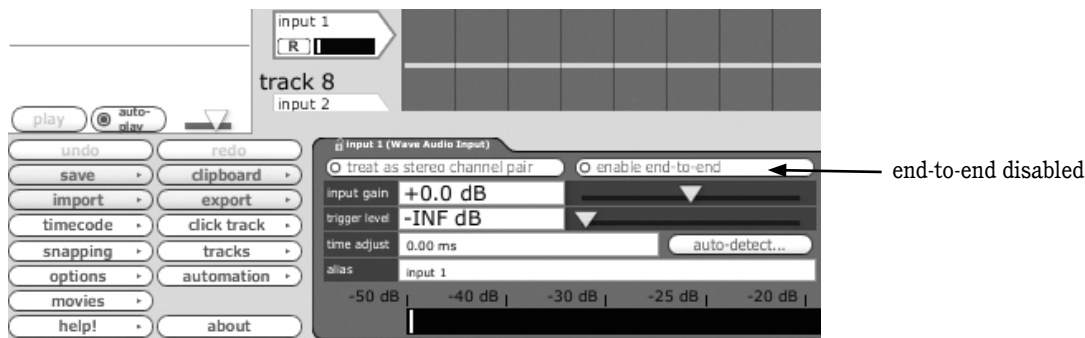 input 1
R
track 8
input 2
play
auto-
play
undo
redo
save
clipboard
import
export
timecode
click track
snapping
tracks
options
automation
movies
help!
about
input 1 (Wave Audio Input)
treat as stereo channel pair
enable end-to-end
end-to-end disabled
input gain
+0.0 dB
trigger level
-INF dB
time adjust
0.00 ms
auto-detect...
alias
input 1
-50 dB -40 dB -30 dB -25 dB -20 dB